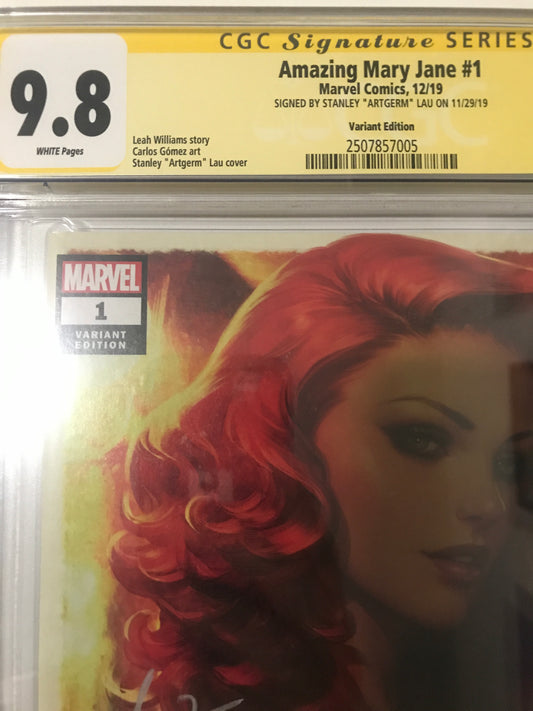 CGC Signature SERIES
9.8
WHITE Pages
Amazing Mary Jane #1
Marvel Comics, 12/19
SIGNED BY STANLEY "ARTGERM" LAU ON 11/29/19
Variant Edition
Leah Williams story
Carlos Gómez art
Stanley "Artgerm" Lau cover
2507857005
MARVEL
1
VARIANT
EDITION